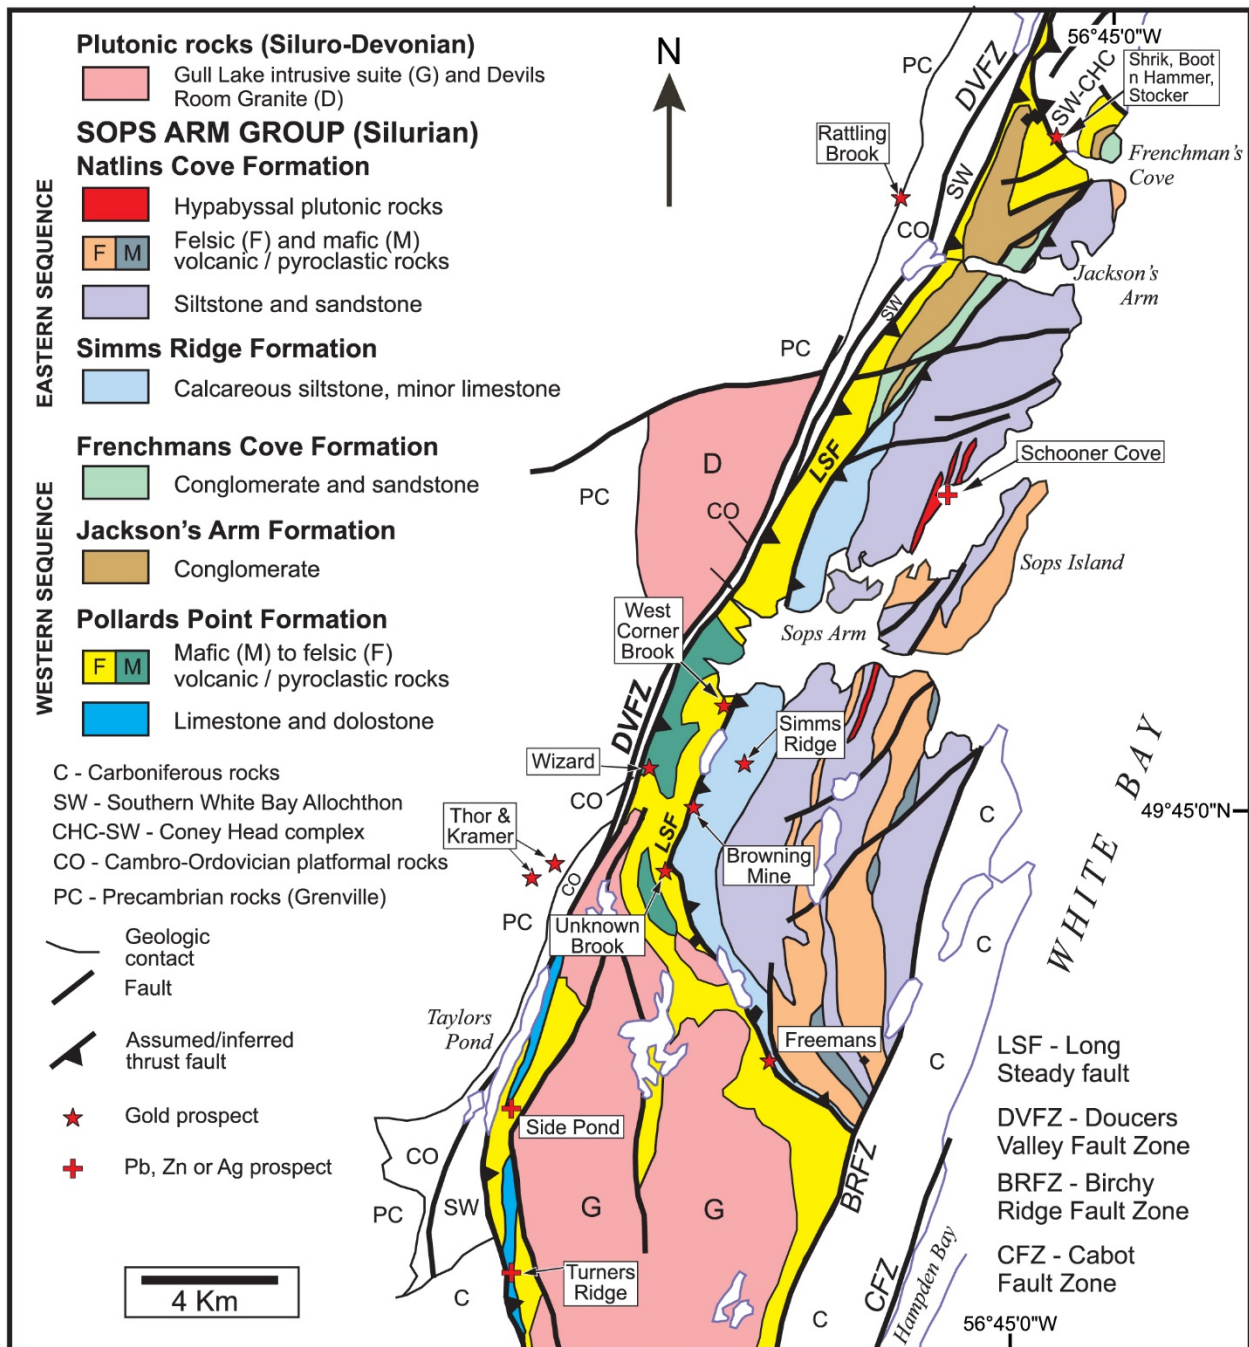 Plutonic rocks (Siluro-Devonian)
Gull Lake intrusive suite (G) and Devils
Room Granite (D)
SOPS ARM GROUP (Silurian)
Natlins Cove Formation
Hypabyssal plutonic rocks
F M
Felsic (F) and mafic (M)
volcanic / pyroclastic rocks
Siltstone and sandstone
EASTERN SEQUENCE
Simms Ridge Formation
Calcareous siltstone, minor limestone
Frenchmans Cove Formation
Conglomerate and sandstone
WESTERN SEQUENCE
Jackson's Arm Formation
Conglomerate
Pollards Point Formation
F M
Mafic (M) to felsic (F)
volcanic / pyroclastic rocks
Limestone and dolostone
C - Carboniferous rocks
SW - Southern White Bay Allochthon
CHC-SW - Coney Head complex
CO - Cambro-Ordovician platformal rocks
PC - Precambrian rocks (Grenville)
Geologic
contact
Fault
Assumed/inferred
thrust fault
Gold prospect
Pb, Zn or Ag prospect
4 Km
N
56°45'0"W
Shrik, Boot
n Hammer,
Stocker
SW-CHC
PC
DVFZ
Rattling
Brook
SW
CO
Frenchman's
Cove
Jackson's
Arm
SW
PC
D
LSF
PC
CO
Schooner Cove
Sops Island
West
Corner
Brook
Sops Arm
DVFZ
Simms
Ridge
Wizard
CO
WHITE BAY
49°45'0"N
Thor &
Kramer
LSF
C
Browning
Mine
CO
PC
Unknown
Brook
C
Taylors
Pond
Freemans
C
LSF - Long
Steady fault
DVFZ - Doucers
Valley Fault Zone
BRFZ - Birchy
Ridge Fault Zone
CFZ - Cabot
Fault Zone
Side Pond
CO
PC
SW
G
G
BRFZ
C
Turners
Ridge
C
CFZ
Hampden Bay
56°45'0"W